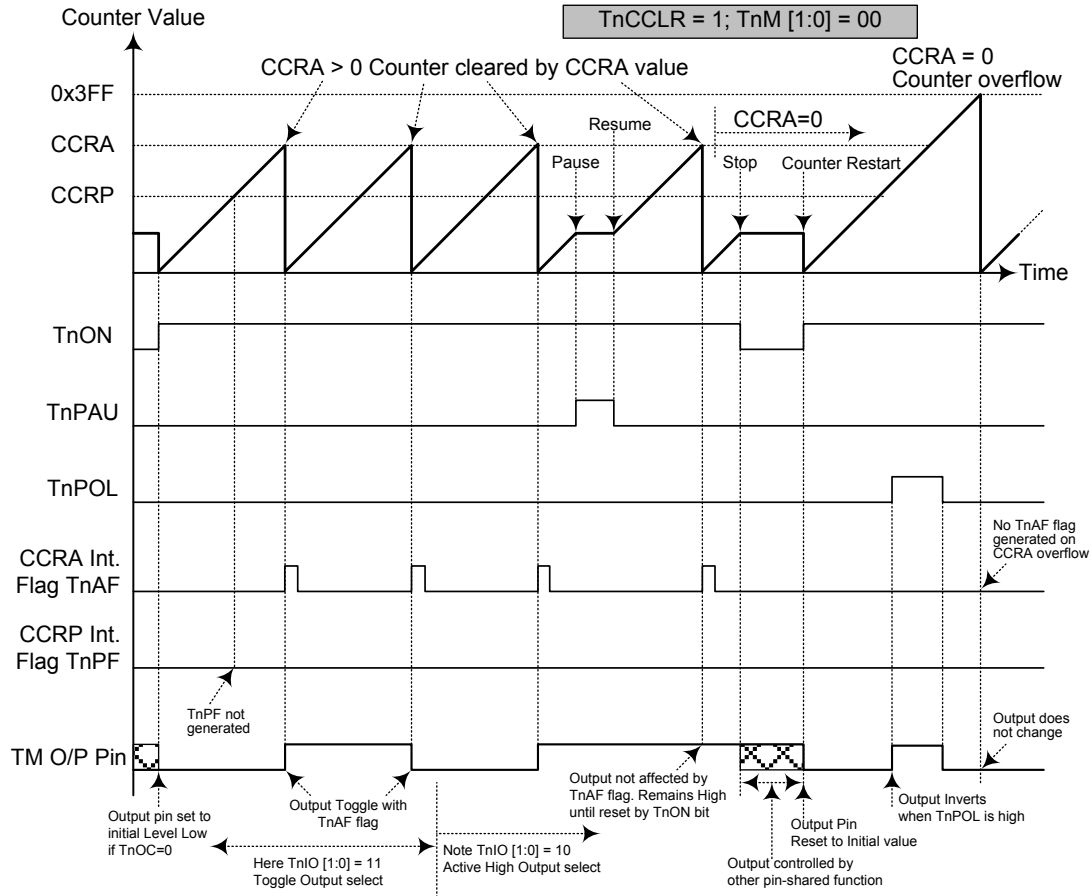 Counter Value
TnCCLR = 1; TnM [1:0] = 00
CCRA > 0 Counter cleared by CCRA value
CCRA = 0
Counter overflow
0x3FF
CCRA
CCRP
Pause
Resume
CCRA=0
Stop
Counter Restart
Time
TnON
TnPAU
TnPOL
No TnAF flag
generated on
CCRA overflow
CCRA Int.
Flag TnAF
CCRP Int.
Flag TnPF
TnPF not
generated
TM O/P Pin
Output does
not change
Output pin set to
initial Level Low
if TnOC=0
Output Toggle with
TnAF flag
Here TnIO [1:0] = 11
Toggle Output select
Note TnIO [1:0] = 10
Active High Output select
Output not affected by
TnAF flag. Remains High
until reset by TnON bit
Output controlled by
other pin-shared function
Output Pin
Reset to Initial value
Output Inverts
when TnPOL is high